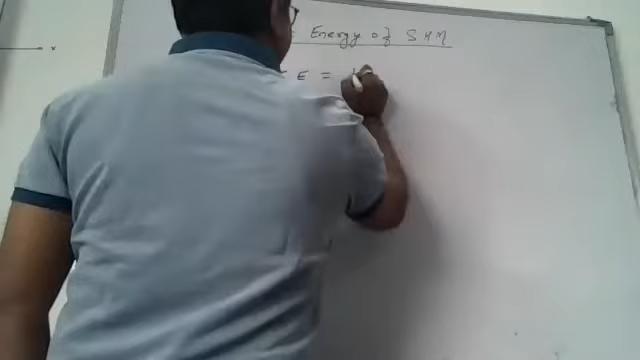 Energy of SHM
E =